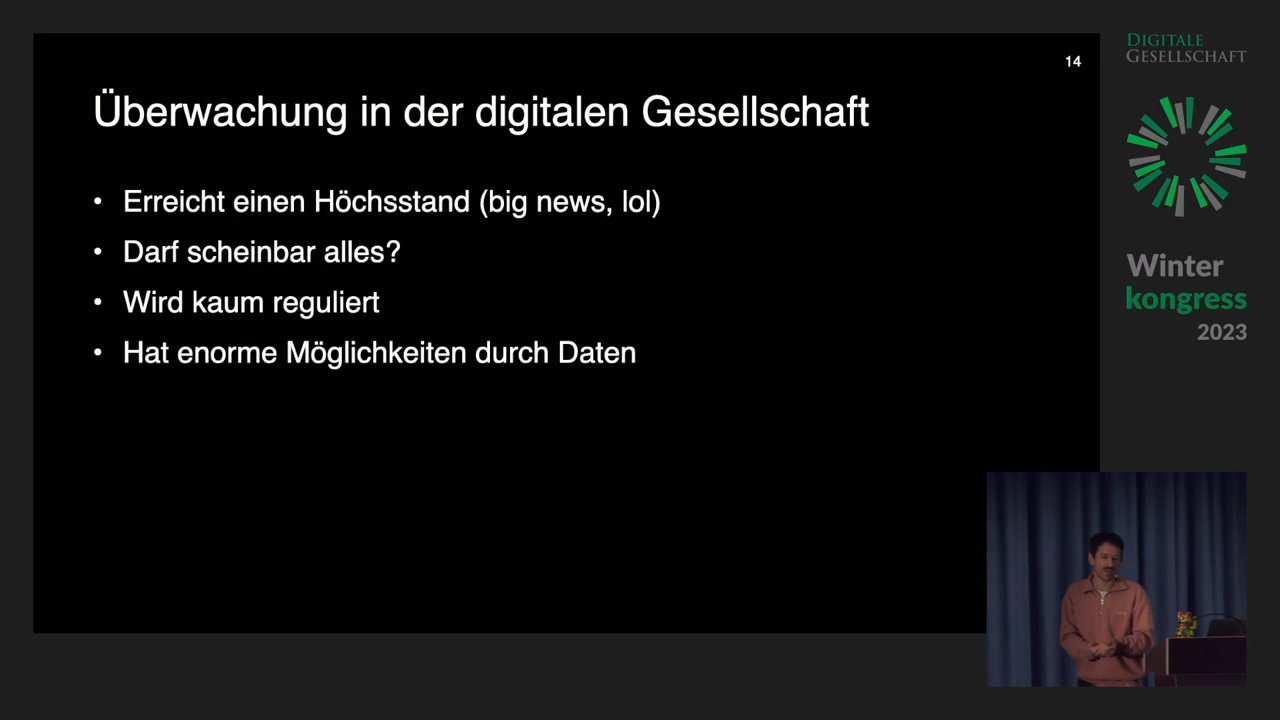 14
Überwachung in der digitalen Gesellschaft
• Erreicht einen Höchsstand (big news, lol)
• Darf scheinbar alles?
• Wird kaum reguliert
• Hat enorme Möglichkeiten durch Daten
DIGITALE
GESELLSCHAFT
Winter
kongress
2023